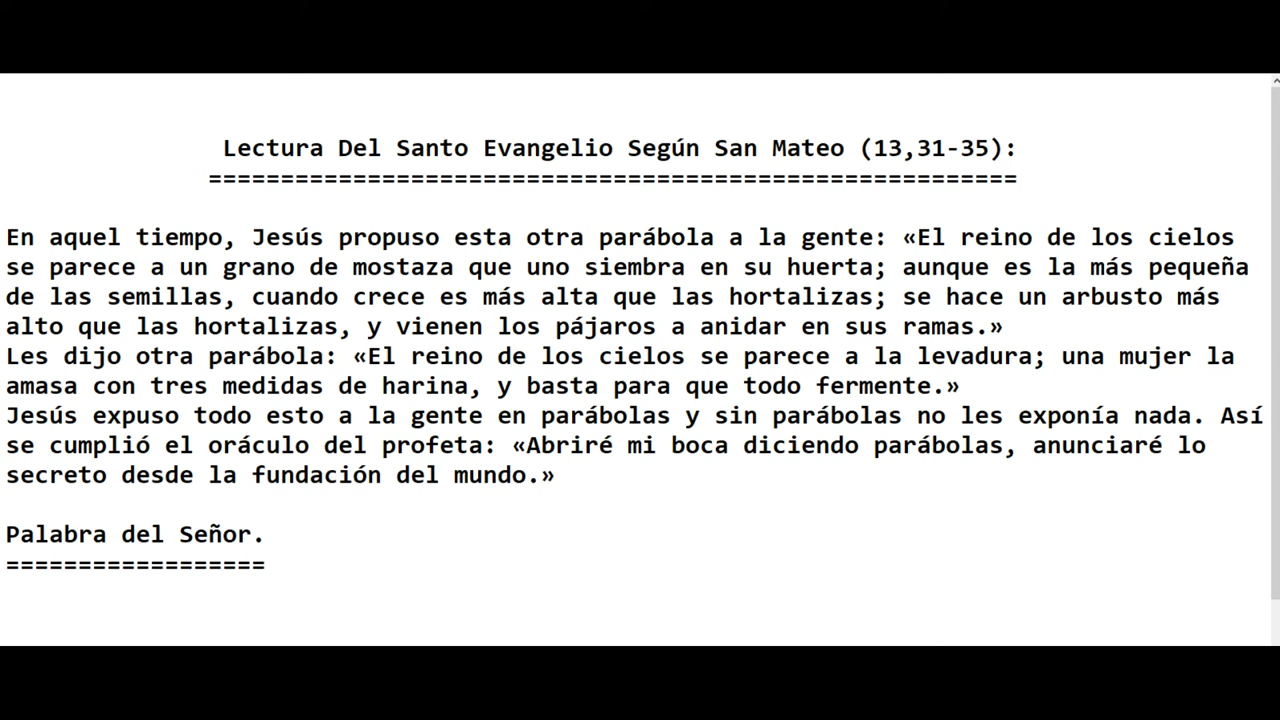 Lectura Del Santo Evangelio Según San Mateo (13,31-35):
========================================================
En aquel tiempo, Jesús propuso esta otra parábola a la gente: «El reino de los cielos
se parece a un grano de mostaza que uno siembra en su huerta; aunque es la más pequeña
de las semillas, cuando crece es más alta que las hortalizas; se hace un arbusto más
alto que las hortalizas, y vienen los pájaros a anidar en sus ramas.»
Les dijo otra parábola: «El reino de los cielos se parece a la levadura; una mujer la
amasa con tres medidas de harina, y basta para que todo fermente.»
Jesús expuso todo esto a la gente en parábolas y sin parábolas no les exponía nada. Así
se cumplió el oráculo del profeta: «Abriré mi boca diciendo parábolas, anunciaré lo
secreto desde la fundación del mundo.»
Palabra del Señor.
==================